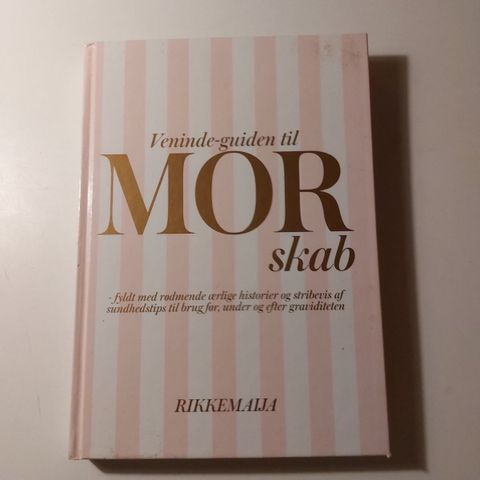 Veninde-guiden til
MOR
skab
- fyldt med rødmende ærlige historier og stribevis af
sundhedstips til brug før, under og efter graviditeten
RIKKEMAIJA